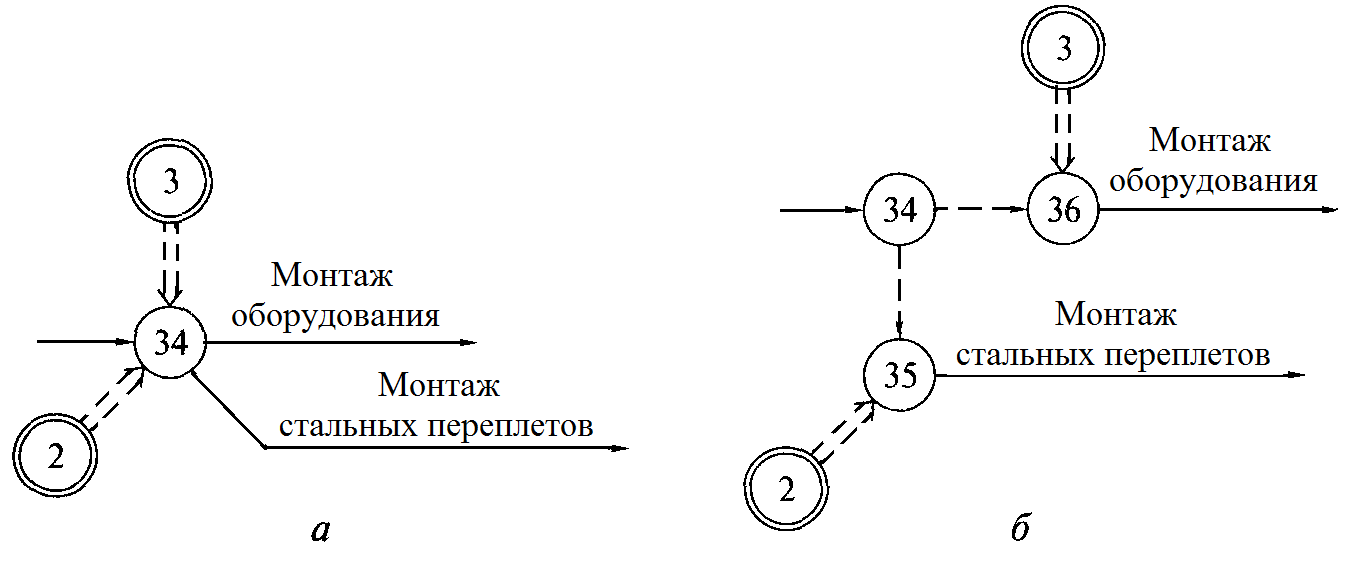 3
34
Монтаж
оборудования
Монтаж
стальных переплетов
2
а
3
34
36
Монтаж
оборудования
35
Монтаж
стальных переплетов
2
б